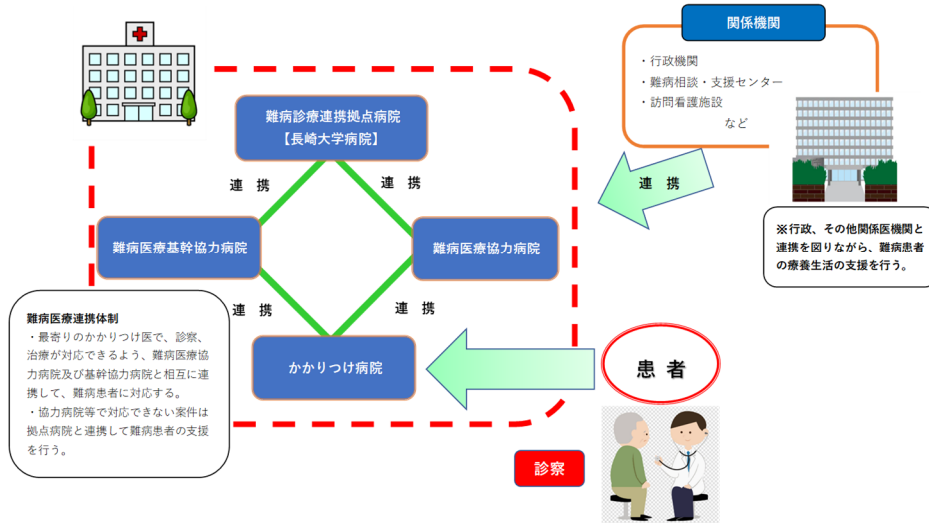 関係機関
・行政機関
・難病相談・支援センター
・訪問看護施設
など
難病診療連携拠点病院
【長崎大学病院】
連 携
連 携
連 携
難病医療基幹協力病院
難病医療協力病院
※行政、その他関係医機関と
連携を図りながら、難病患者
の療養生活の支援を行う。
連 携
連 携
難病医療連携体制
・最寄りのかかりつけ医で、診察、
治療が対応できるよう、難病医療協
力病院及び基幹協力病院と相互に連
携して、難病患者に対応する。
・協力病院等で対応できない案件は
拠点病院と連携して難病患者の支援
を行う。
かかりつけ病院
患 者
診察